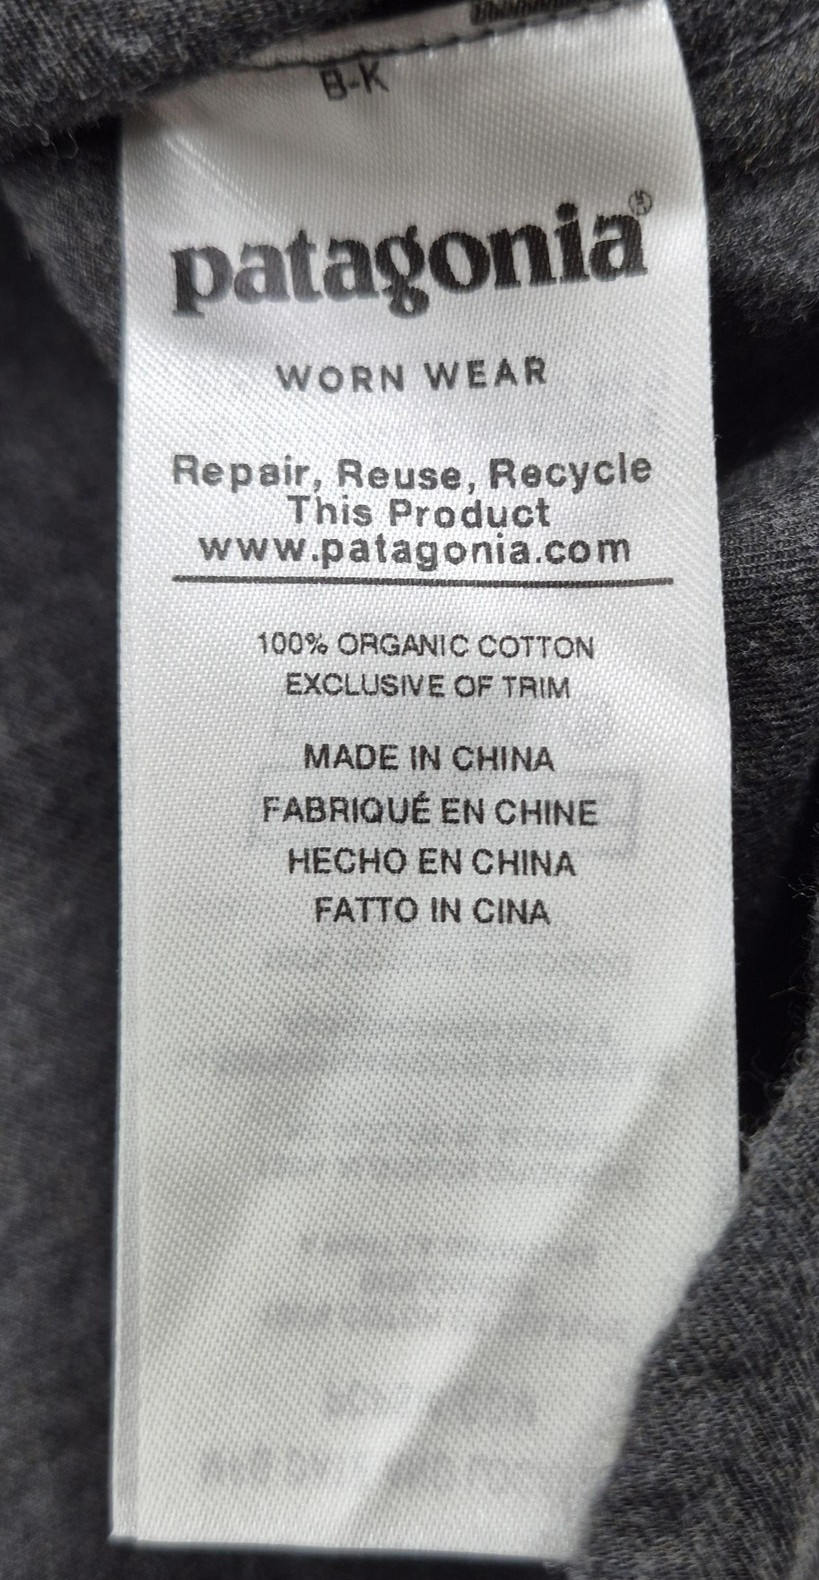 B-K
patagonia®
WORN WEAR
Repair, Reuse, Recycle
This Product
www.patagonia.com
100% ORGANIC COTTON
EXCLUSIVE OF TRIM
MADE IN CHINA
FABRIQUÉ EN CHINE
HECHO EN CHINA
FATTO IN CINA